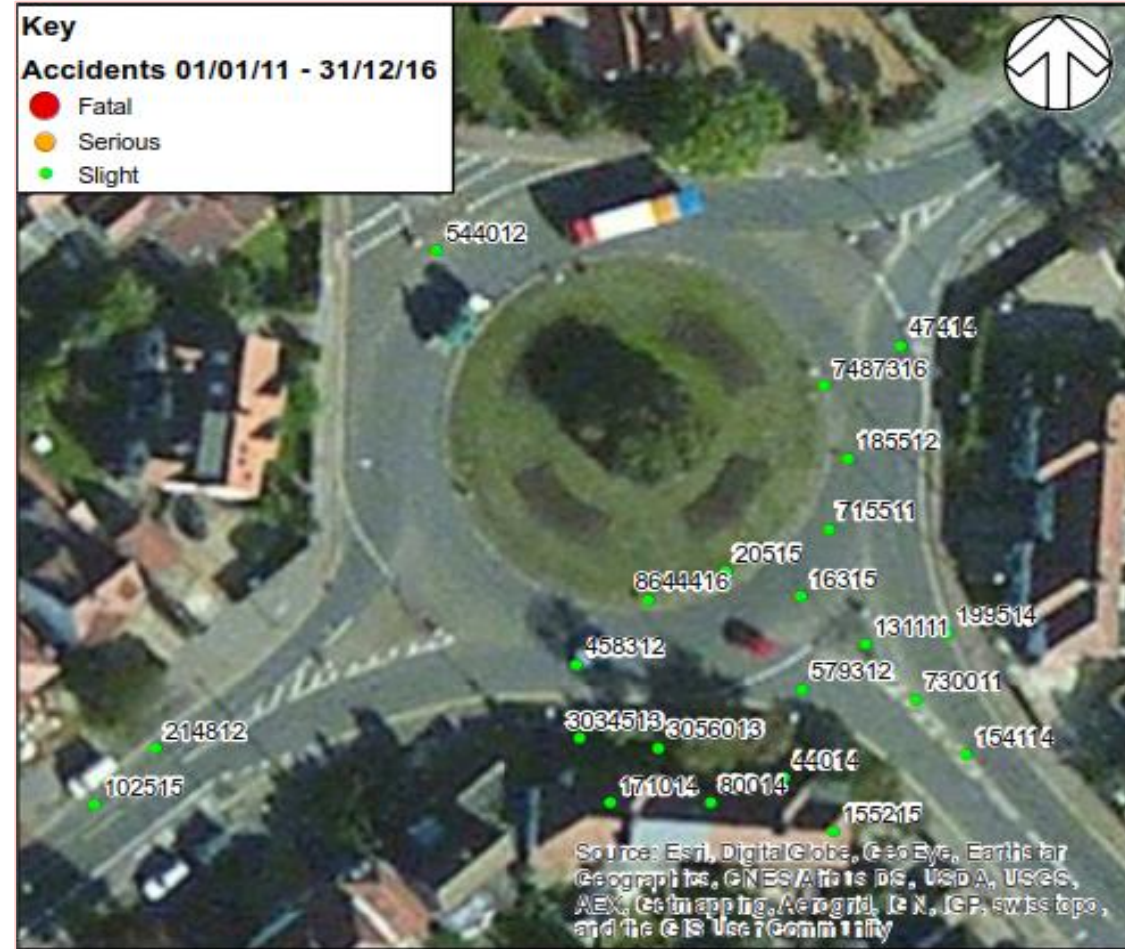 Key
Accidents 01/01/11 - 31/12/16
Fatal
Serious
Slight
544012
47414
7487316
185512
715511
20515
8644416
16315
199514
131111
458312
579312
730011
3034513
3056013
214812
154114
44014
102515
171014
80014
155215
Source: Esri, DigitalGlobe, GeoEye, Earthstar
Geographics, CNES/Airbus DS, USDA, USGS,
AEX, Getmapping, Aerogrid, IGN, IGP, swisstopo,
and the GIS User Community